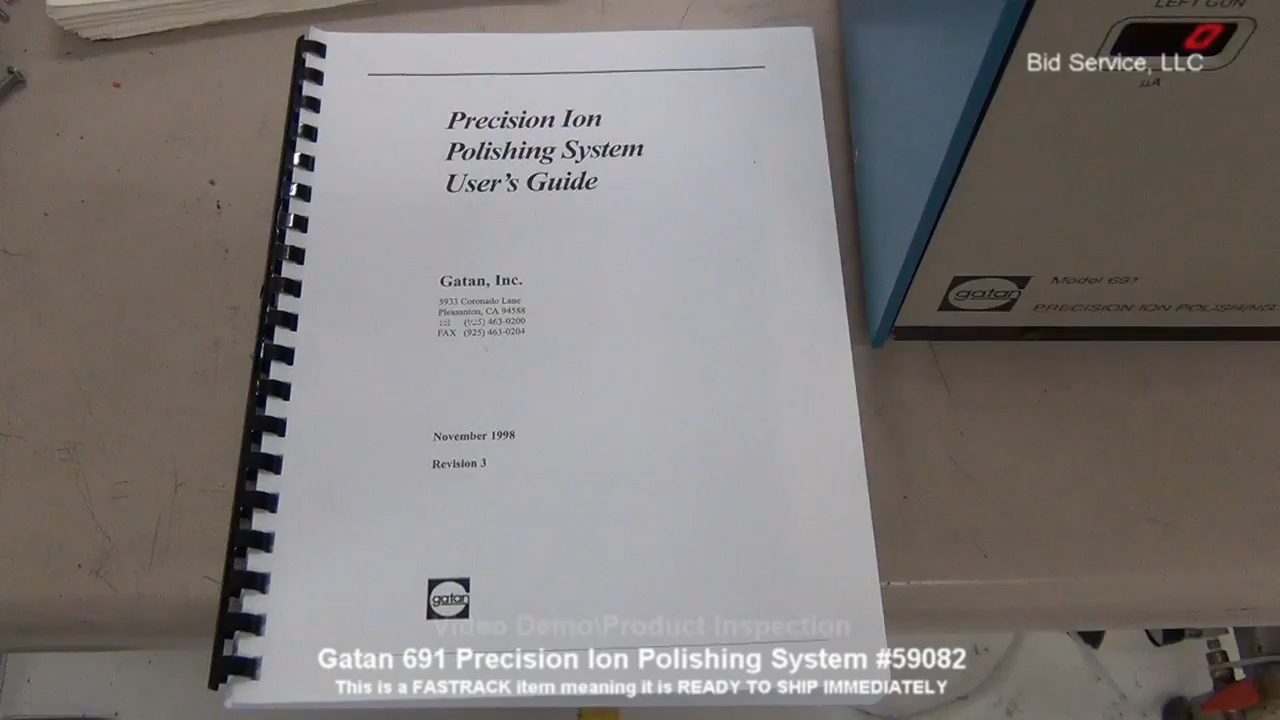 LEFT GUN
0
Bid Service, LLC
µA
Precision Ion
Polishing System
User's Guide
Gatan, Inc.
5933 Coronado Lane
Pleasanton, CA 94588
Tel (925) 463-0200
FAX (925) 463-0204
gatan
Model 691
PRECISION ION POLISHING
November 1998
Revision 3
gatan
Video Demo\Product Inspection
Gatan 691 Precision Ion Polishing System #59082
This is a FASTRACK item meaning it is READY TO SHIP IMMEDIATELY